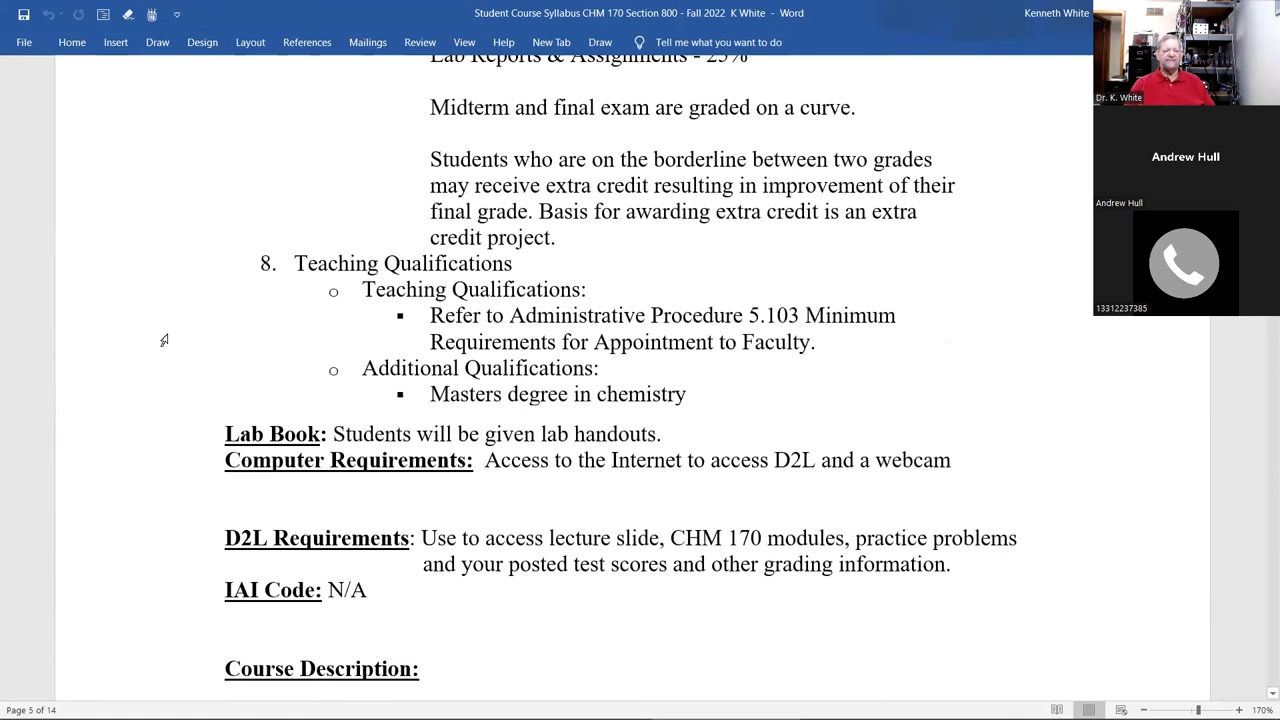 Student Course Syllabus CHM 170 Section 800 - Fall 2022 K White - Word
Kenneth White
File Home Insert Draw Design Layout References Mailings Review View Help New Tab Draw Tell me what you want to do
Lab Reports & Assignments - 25%
Midterm and final exam are graded on a curve.
Students who are on the borderline between two grades
may receive extra credit resulting in improvement of their
final grade. Basis for awarding extra credit is an extra
credit project.
8. Teaching Qualifications
o Teaching Qualifications:
▪ Refer to Administrative Procedure 5.103 Minimum
Requirements for Appointment to Faculty.
o Additional Qualifications:
▪ Masters degree in chemistry
Lab Book: Students will be given lab handouts.
Computer Requirements: Access to the Internet to access D2L and a webcam
D2L Requirements: Use to access lecture slide, CHM 170 modules, practice problems
and your posted test scores and other grading information.
IAI Code: N/A
Course Description:
Dr. K. White
Andrew Hull
Andrew Hull
13312237385
Page 5 of 14
170%